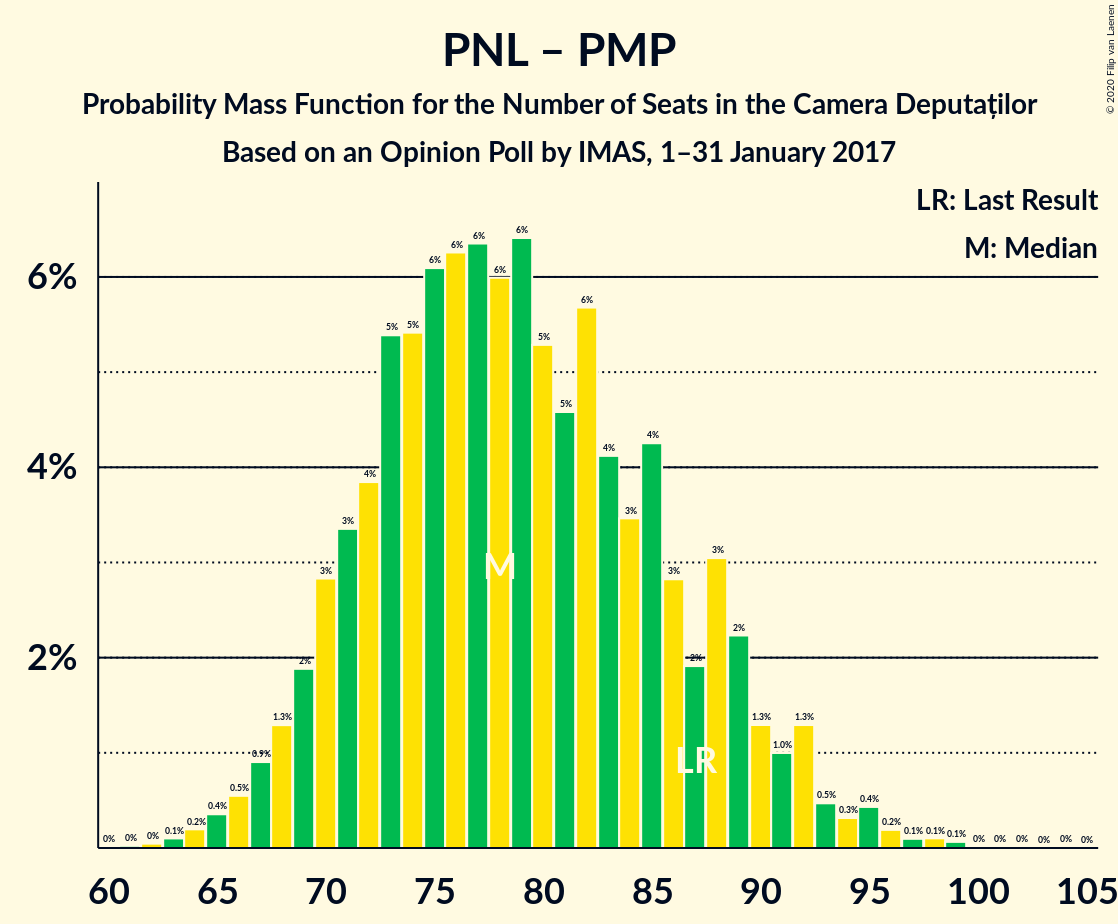 PNL – PMP
Probability Mass Function for the Number of Seats in the Camera Deputaților
Based on an Opinion Poll by IMAS, 1–31 January 2017
© 2020 Filip van Laenen
LR: Last Result
M: Median
6%
4%
2%
0% 0% 0% 0.1% 0.2% 0.4% 0.5% 0.9% 1.3% 2% 3% 3% 4% 5% 5% 6% 6% 6% 6% 6% 5% 5% 6% 4% 3% 4% 3% 2% 3% 2% 1.3% 1.0% 1.3% 0.5% 0.3% 0.4% 0.2% 0.1% 0.1% 0.1% 0% 0% 0% 0% 0% 0%
M
LR
60 65 70 75 80 85 90 95 100 105